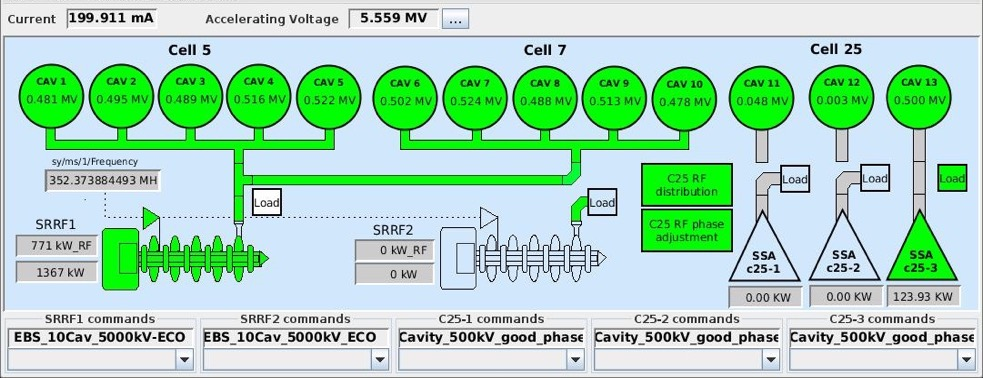 Current 199.911 mA Accelerating Voltage 5.559 MV ...
Cell 5 Cell 7 Cell 25
CAV 1 CAV 2 CAV 3 CAV 4 CAV 5 CAV 6 CAV 7 CAV 8 CAV 9 CAV 10 CAV 11 CAV 12 CAV 13
0.481 MV 0.495 MV 0.489 MV 0.516 MV 0.522 MV 0.502 MV 0.524 MV 0.488 MV 0.513 MV 0.478 MV 0.048 MV 0.003 MV 0.500 MV
sy/ms/1/Frequency
352.373884493 MH
Load
Load
C25 RF
distribution
C25 RF phase
adjustment
Load Load Load
SRRF1
771 kW_RF
1367 kW
SRRF2
0 kW_RF
0 kW
SSA SSA SSA
c25-1 c25-2 c25-3
0.00 KW 0.00 KW 123.93 KW
SRRF1 commands SRRF2 commands C25-1 commands C25-2 commands C25-3 commands
EBS_10Cav_5000kV-ECO EBS_10Cav_5000kV_ECO Cavity_500kV_good_phase Cavity_500kV_good_phase Cavity_500kV_good_phase